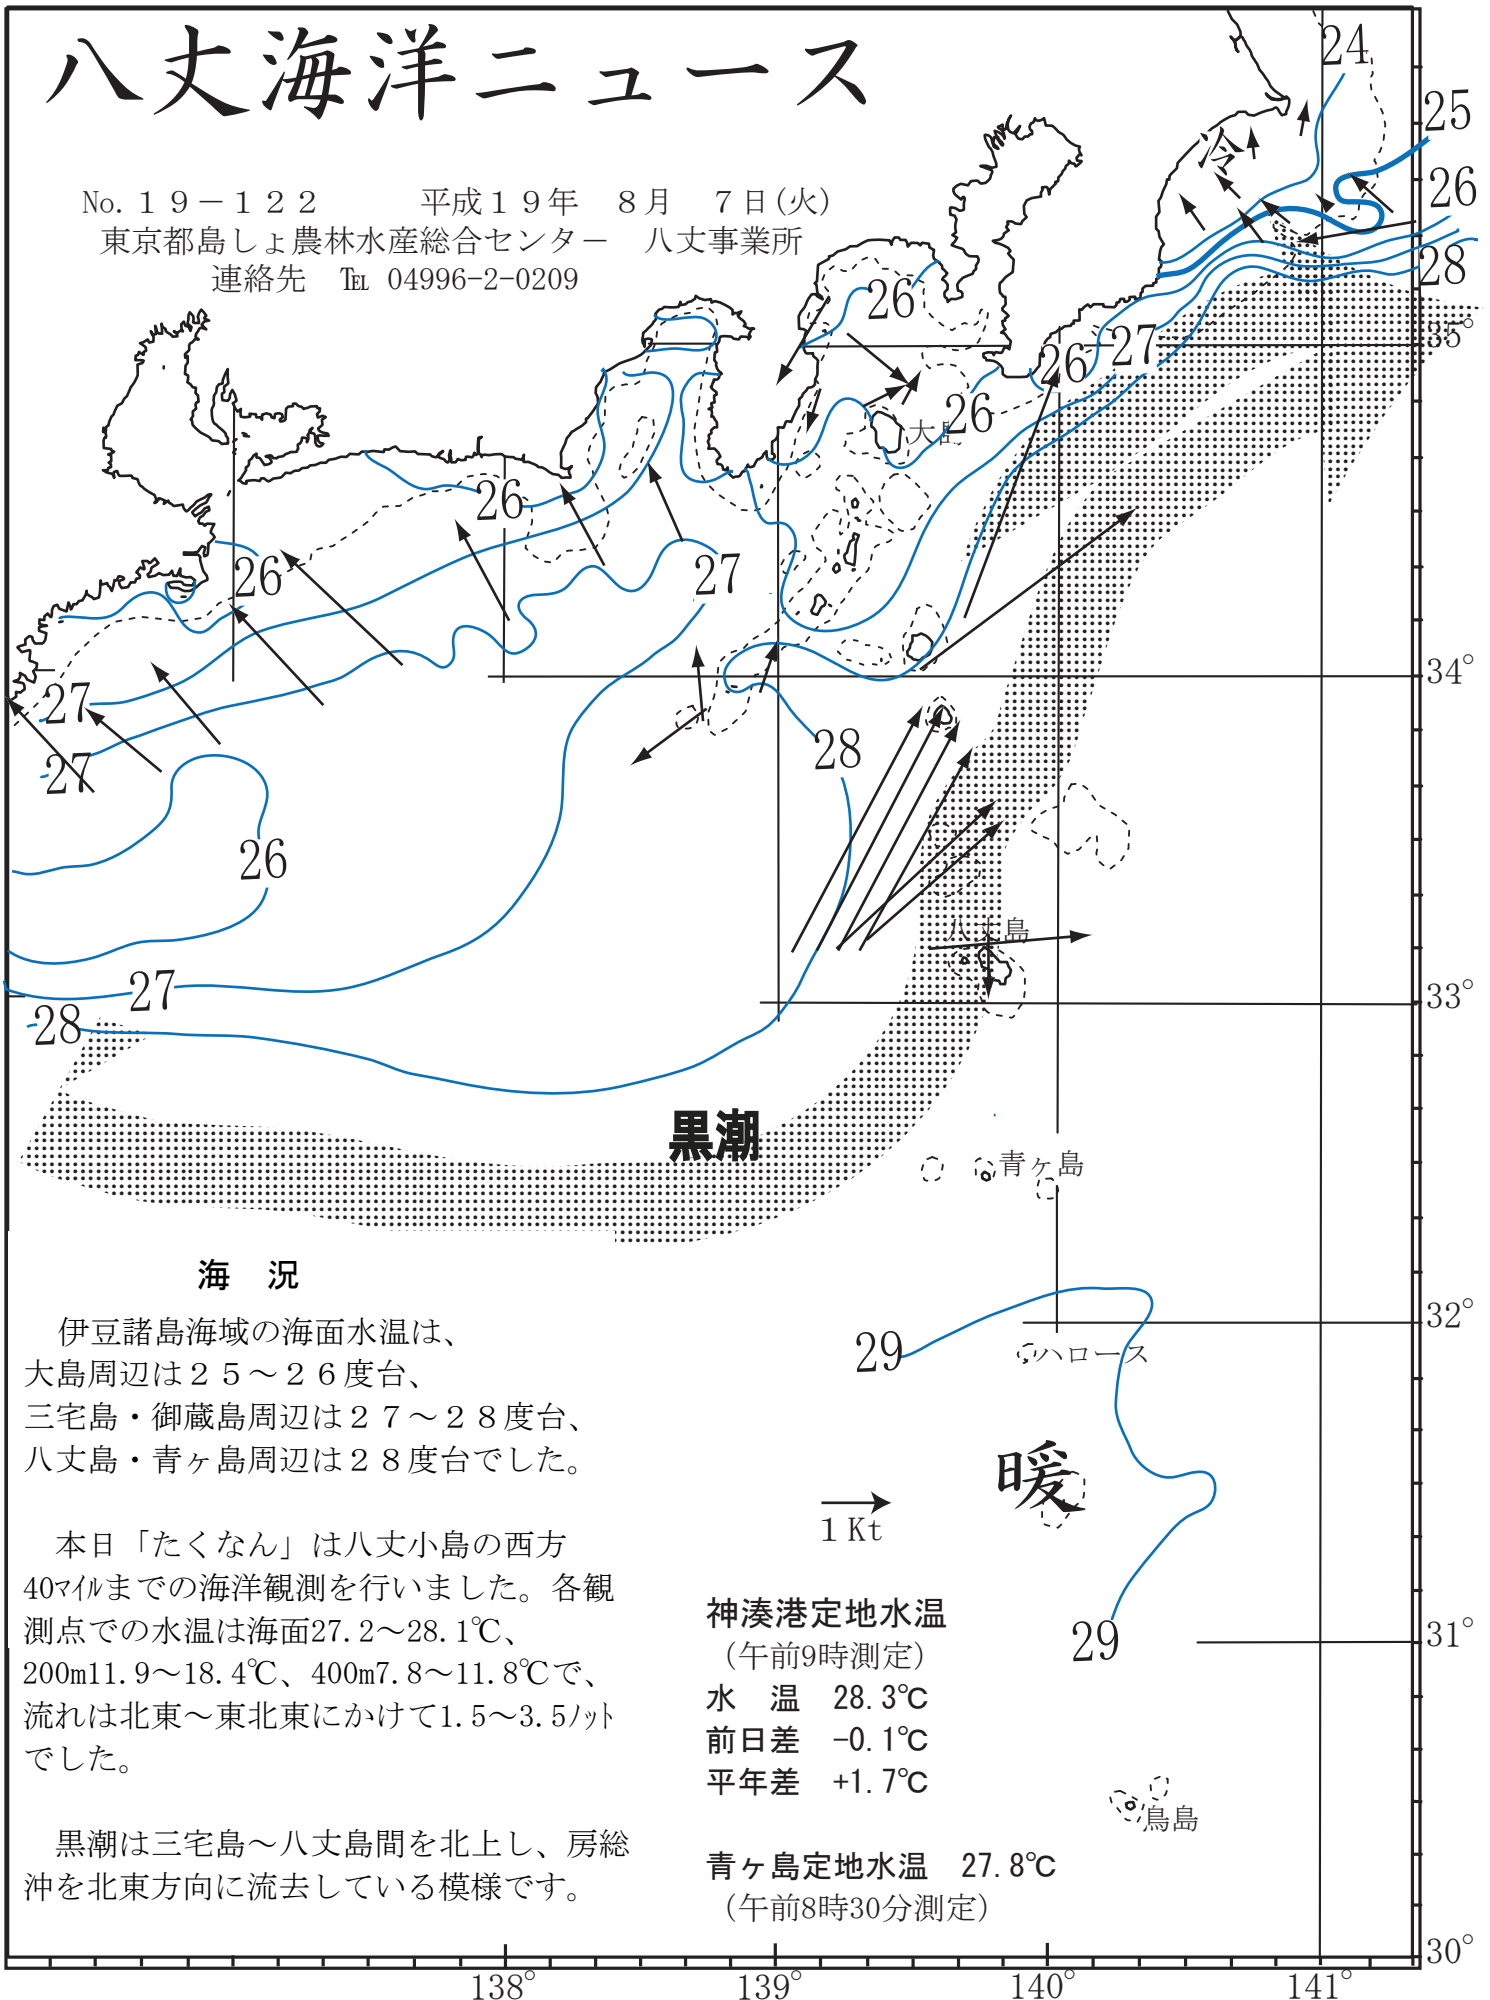 八丈海洋ニュース
No.１９－１２２　平成１９年　８月　７日(火)
東京都島しょ農林水産総合センター　八丈事業所
連絡先　℡ 04996-2-0209
24
25
26
28
冷
35°
26
27
26
26
大島
26
26
27
34°
27
27
28
26
八丈島
33°
27
28
黒潮
青ヶ島
32°
29
ハロース
暖
1 Kt
29
31°
鳥島
30°
138°
139°
140°
141°
海　況
伊豆諸島海域の海面水温は、
大島周辺は２５～２６度台、
三宅島・御蔵島周辺は２７～２８度台、
八丈島・青ヶ島周辺は２８度台でした。
本日「たくなん」は八丈小島の西方
40マイルまでの海洋観測を行いました。各観
測点での水温は海面27.2～28.1℃、
200m11.9～18.4℃、400m7.8～11.8℃で、
流れは北東～東北東にかけて1.5～3.5ノット
でした。
黒潮は三宅島～八丈島間を北上し、房総
沖を北東方向に流去している模様です。
神湊港定地水温
（午前9時測定）
水　温　28.3℃
前日差　-0.1℃
平年差　+1.7℃
青ヶ島定地水温　27.8℃
（午前8時30分測定）